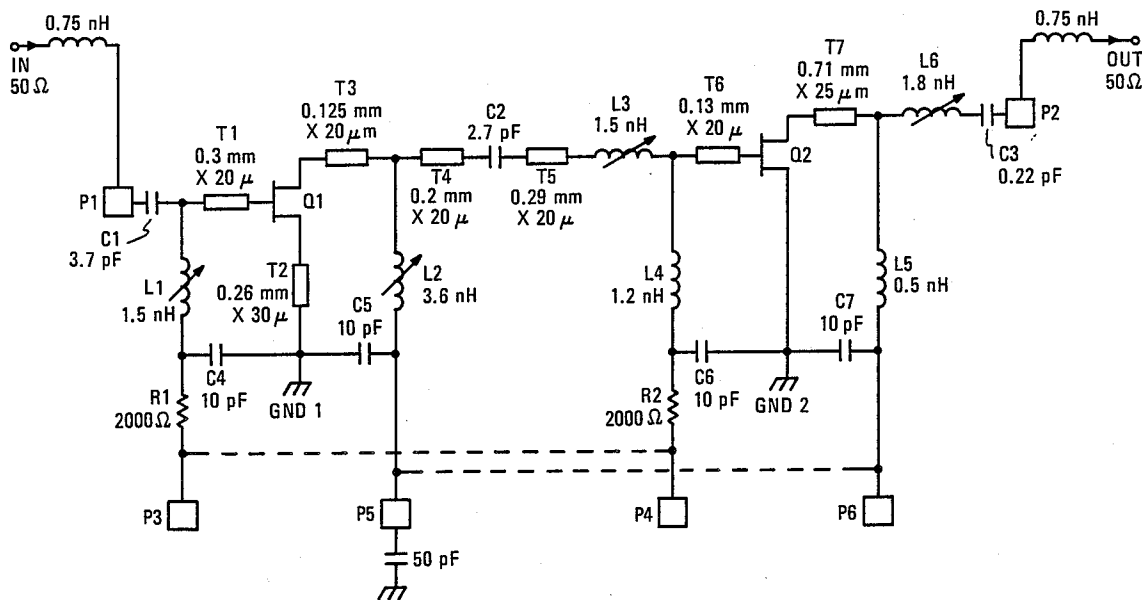 0.75 nH
IN
50Ω
P1
C1
3.7 pF
T1
0.3 mm
X 20 μ
L1
1.5 nH
Q1
T2
0.26 mm
X 30 μ
C4
10 pF
R1
2000Ω
GND 1
P3
T3
0.125 mm
X 20 μm
C5
10 pF
L2
3.6 nH
T4
0.2 mm
X 20 μ
C2
2.7 pF
T5
0.29 mm
X 20 μ
L3
1.5 nH
P5
50 pF
T6
0.13 mm
X 20 μ
L4
1.2 nH
Q2
C6
10 pF
R2
2000Ω
GND 2
P4
T7
0.71 mm
X 25 μm
C7
10 pF
L5
0.5 nH
P6
L6
1.8 nH
C3
0.22 pF
P2
0.75 nH
OUT
50Ω